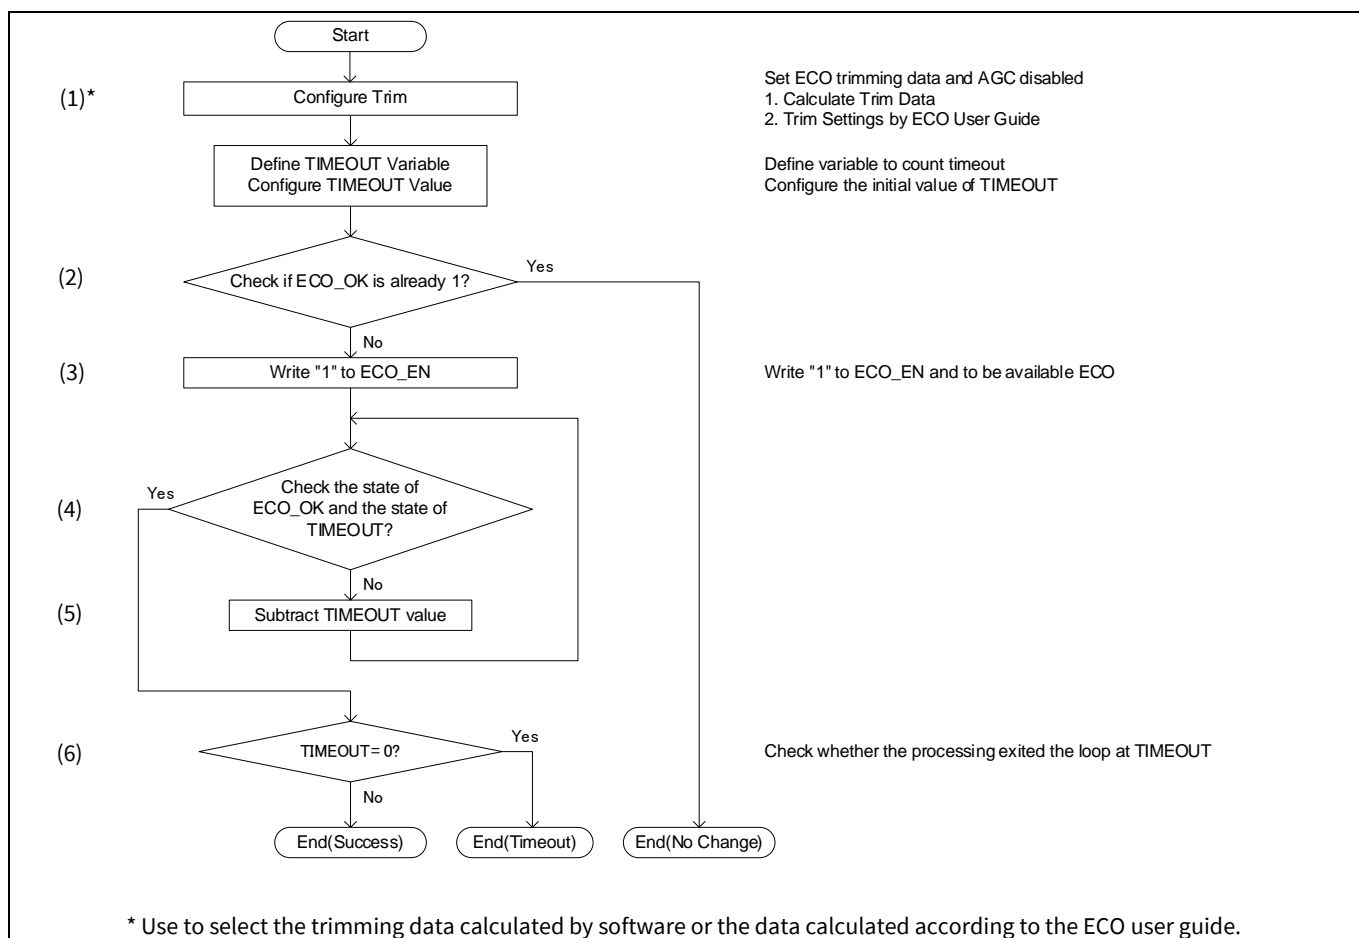 Start
(1)*
Configure Trim
Set ECO trimming data and AGC disabled
1. Calculate Trim Data
2. Trim Settings by ECO User Guide
Define TIMEOUT Variable
Configure TIMEOUT Value
Define variable to count timeout
Configure the initial value of TIMEOUT
(2)
Check if ECO_OK is already 1?
Yes
No
(3)
Write "1" to ECO_EN
Write "1" to ECO_EN and to be available ECO
(4)
Yes
Check the state of
ECO_OK and the state of
TIMEOUT?
No
(5)
Subtract TIMEOUT value
(6)
TIMEOUT= 0?
Yes
Check whether the processing exited the loop at TIMEOUT
No
End(Success)
End(Timeout)
End(No Change)
* Use to select the trimming data calculated by software or the data calculated according to the ECO user guide.